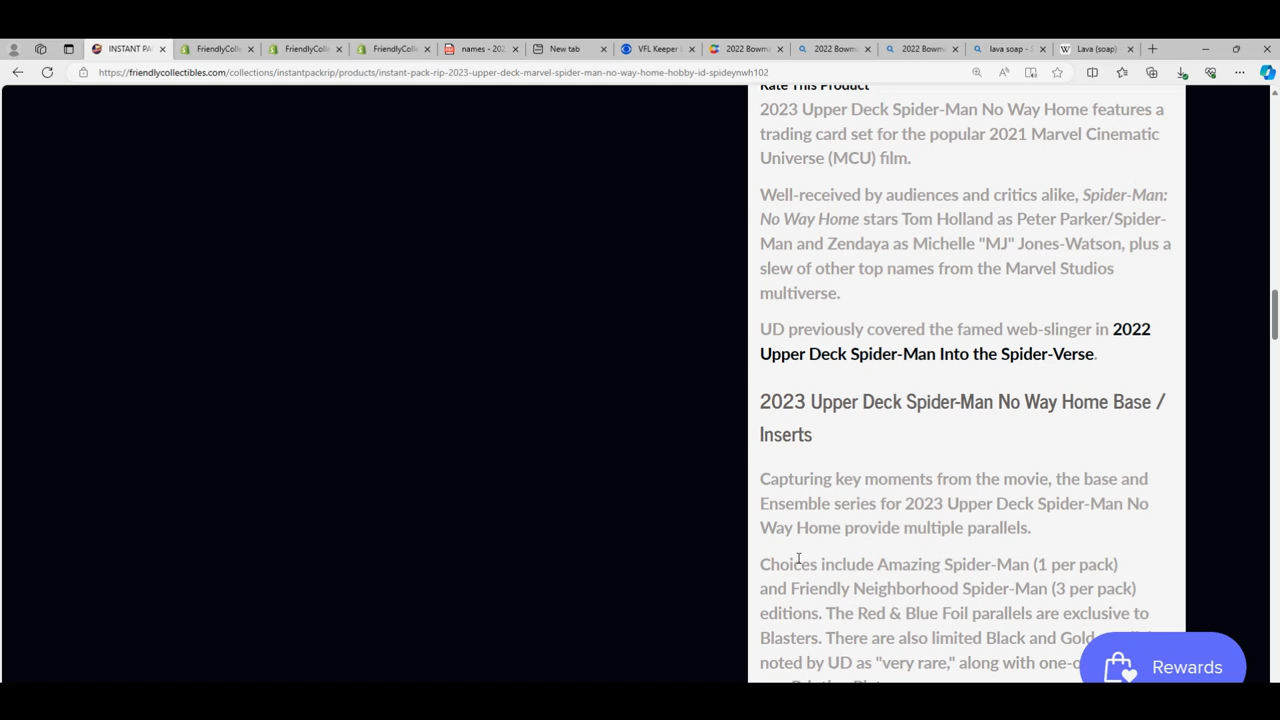 INSTANT PA
FriendlyColle
FriendlyColle
FriendlyColle
names - 202
New tab
VFL Keeper
2022 Bowma
2022 Bowm
2022 Bowm
lava soap - S
Lava (soap)
https://friendlycollectibles.com/collections/instantpackrip/products/instant-pack-rip-2023-upper-deck-marvel-spider-man-no-way-home-hobby-id-spideynwh102
Rate This Product
2023 Upper Deck Spider-Man No Way Home features a
trading card set for the popular 2021 Marvel Cinematic
Universe (MCU) film.
Well-received by audiences and critics alike, Spider-Man:
No Way Home stars Tom Holland as Peter Parker/Spider-
Man and Zendaya as Michelle "MJ" Jones-Watson, plus a
slew of other top names from the Marvel Studios
multiverse.
UD previously covered the famed web-slinger in 2022
Upper Deck Spider-Man Into the Spider-Verse.
2023 Upper Deck Spider-Man No Way Home Base /
Inserts
Capturing key moments from the movie, the base and
Ensemble series for 2023 Upper Deck Spider-Man No
Way Home provide multiple parallels.
Choices include Amazing Spider-Man (1 per pack)
and Friendly Neighborhood Spider-Man (3 per pack)
editions. The Red & Blue Foil parallels are exclusive to
Blasters. There are also limited Black and Gold
noted by UD as "very rare," along with
Rewards